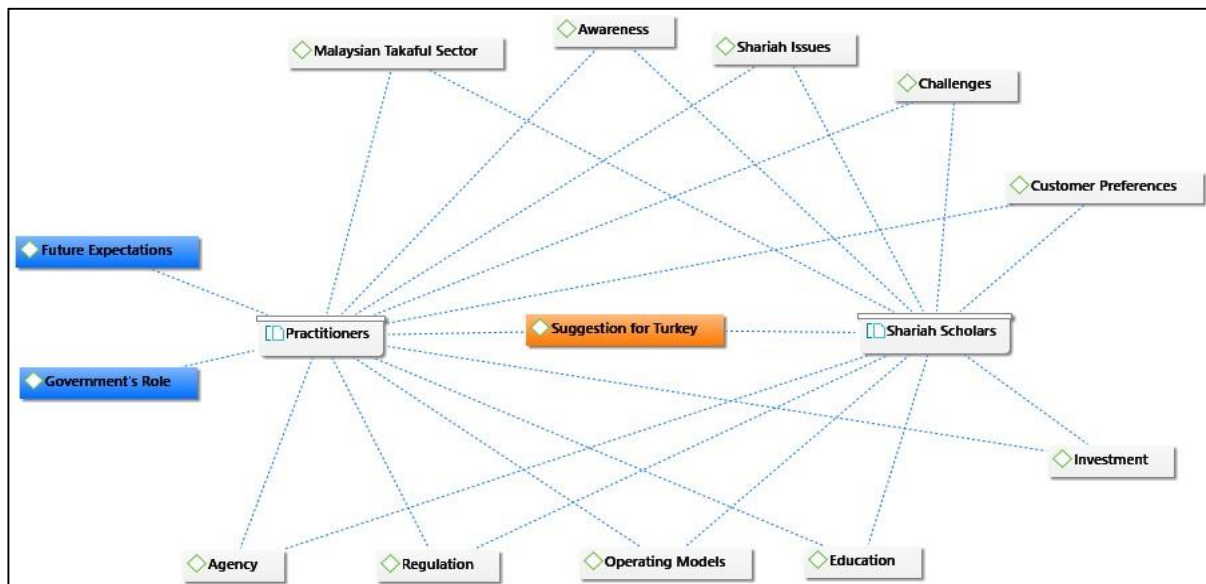 Awareness
Malaysian Takaful Sector
Shariah Issues
Challenges
Customer Preferences
Future Expectations
Practitioners
Suggestion for Turkey
Shariah Scholars
Government's Role
Investment
Agency
Regulation
Operating Models
Education